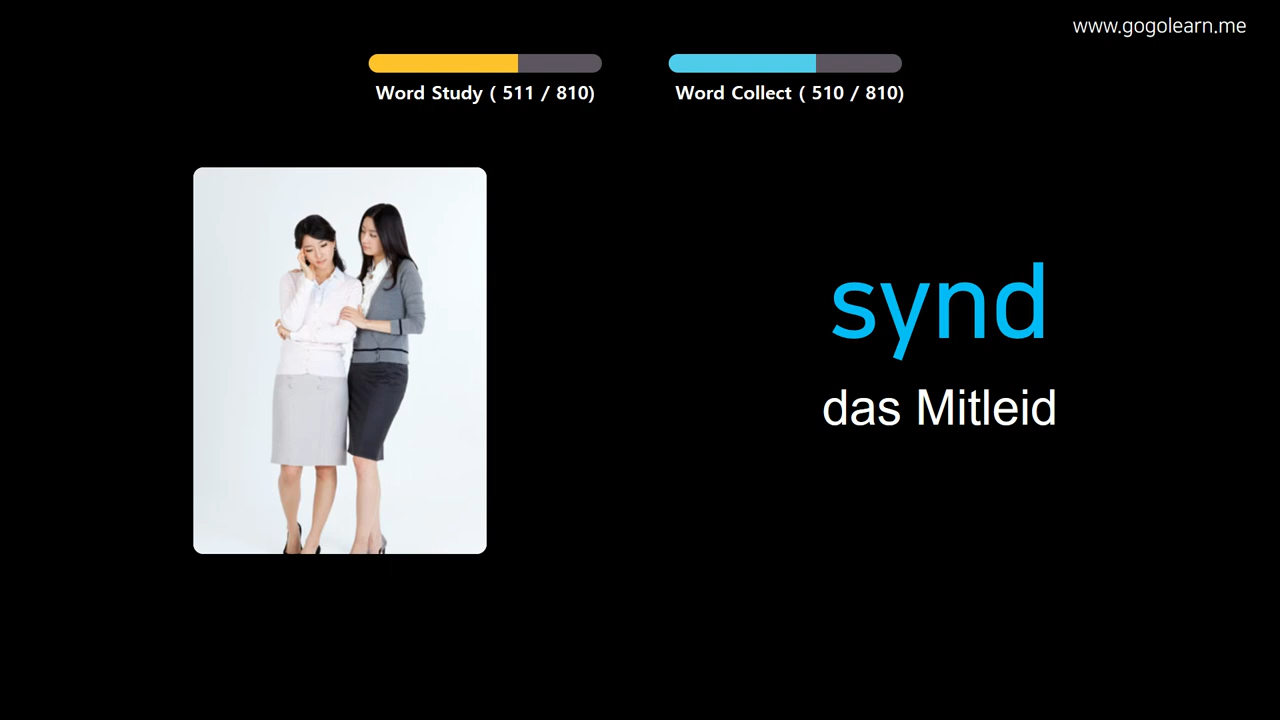 www.gogolearn.me
Word Study ( 511 / 810)
Word Collect ( 510 / 810)
synd
das Mitleid